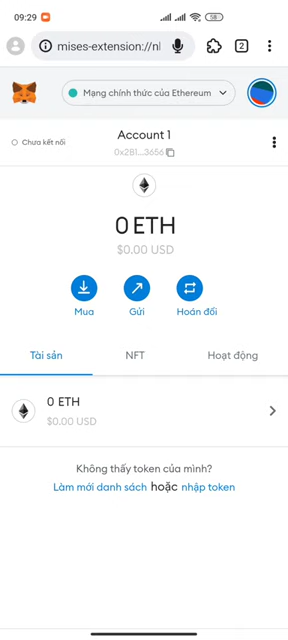 09:29
58
mises-extension://nl
2
Mạng chính thức của Ethereum
Chưa kết nối
Account 1
0x2B1...3656
0 ETH
$0.00 USD
Mua
Gửi
Hoán đổi
Tài sản
NFT
Hoạt động
0 ETH
$0.00 USD
Không thấy token của mình?
Làm mới danh sách hoặc nhập token